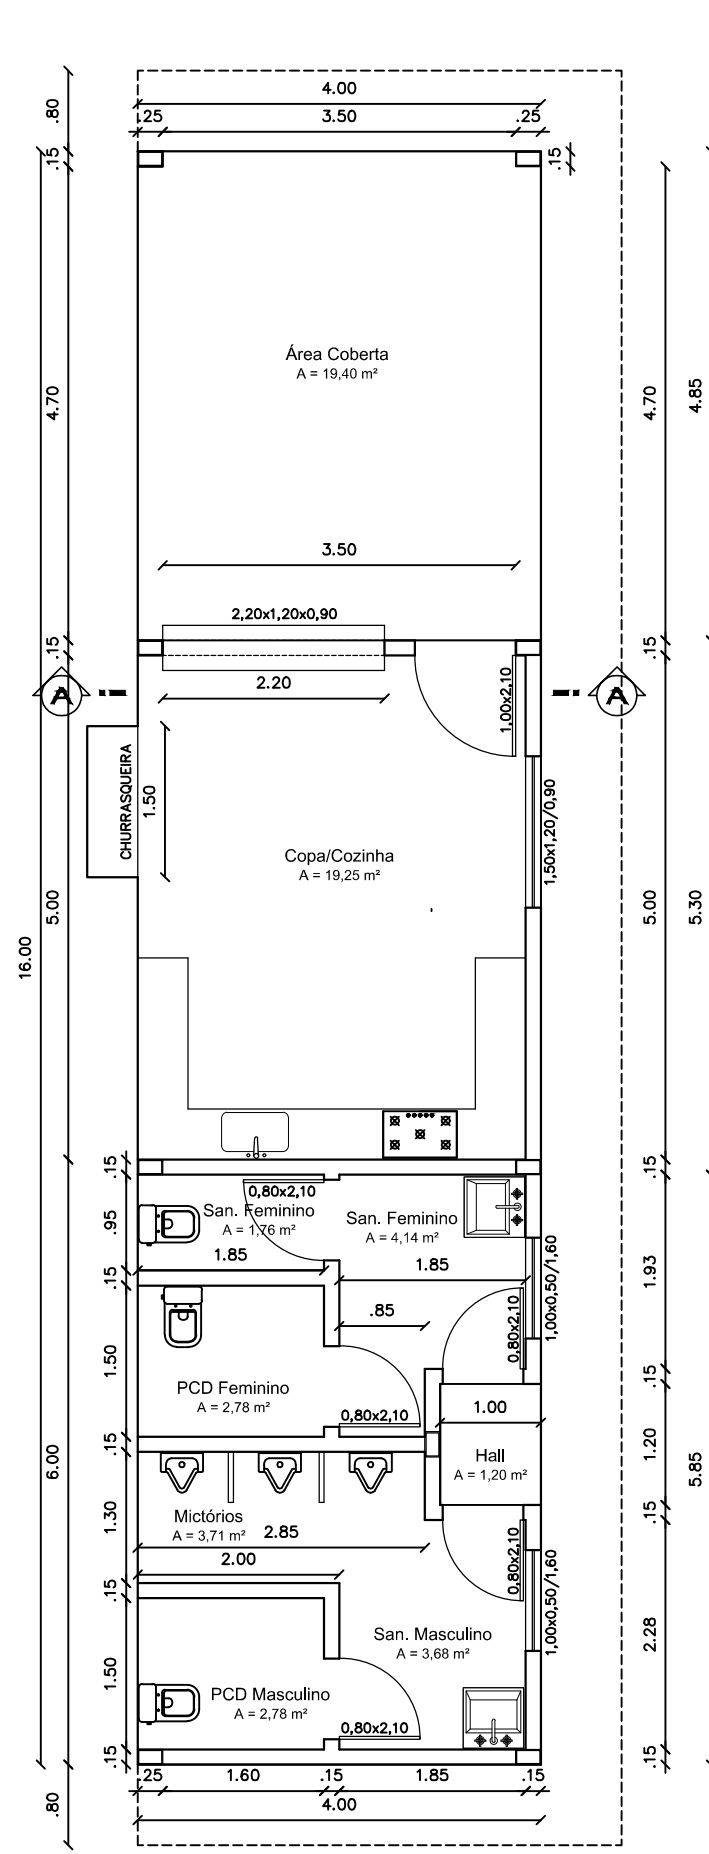 4.00
.25
3.50
.25
.80
.15
.15
Área Coberta
A = 19,40 m²
4.70
4.70
4.85
3.50
2,20x1,20x0,90
.15
.15
2.20
A
A
1,00x2,10
CHURRASQUEIRA
1.50
1,50x1,20/0,90
Copa/Cozinha
A = 19,25 m²
5.00
5.00
5.30
16.00
.15
.15
0,80x2,10
San. Feminino
A = 1,76 m²
San. Feminino
A = 4,14 m²
.95
1.85
1.85
1.93
1,00x0,50/1,60
.15
.85
0,80x2,10
1.50
PCD Feminino
A = 2,78 m²
.15
1.00
0,80x2,10
.15
6.00
Hall
A = 1,20 m²
1.20
5.85
1.30
Mictórios
A = 3,71 m²
2.85
.15
2.00
0,80x2,10
.15
1,00x0,50/1,60
San. Masculino
A = 3,68 m²
2.28
1.50
PCD Masculino
A = 2,78 m²
0,80x2,10
.15
.15
.25
1.60
.15
1.85
.15
.80
4.00